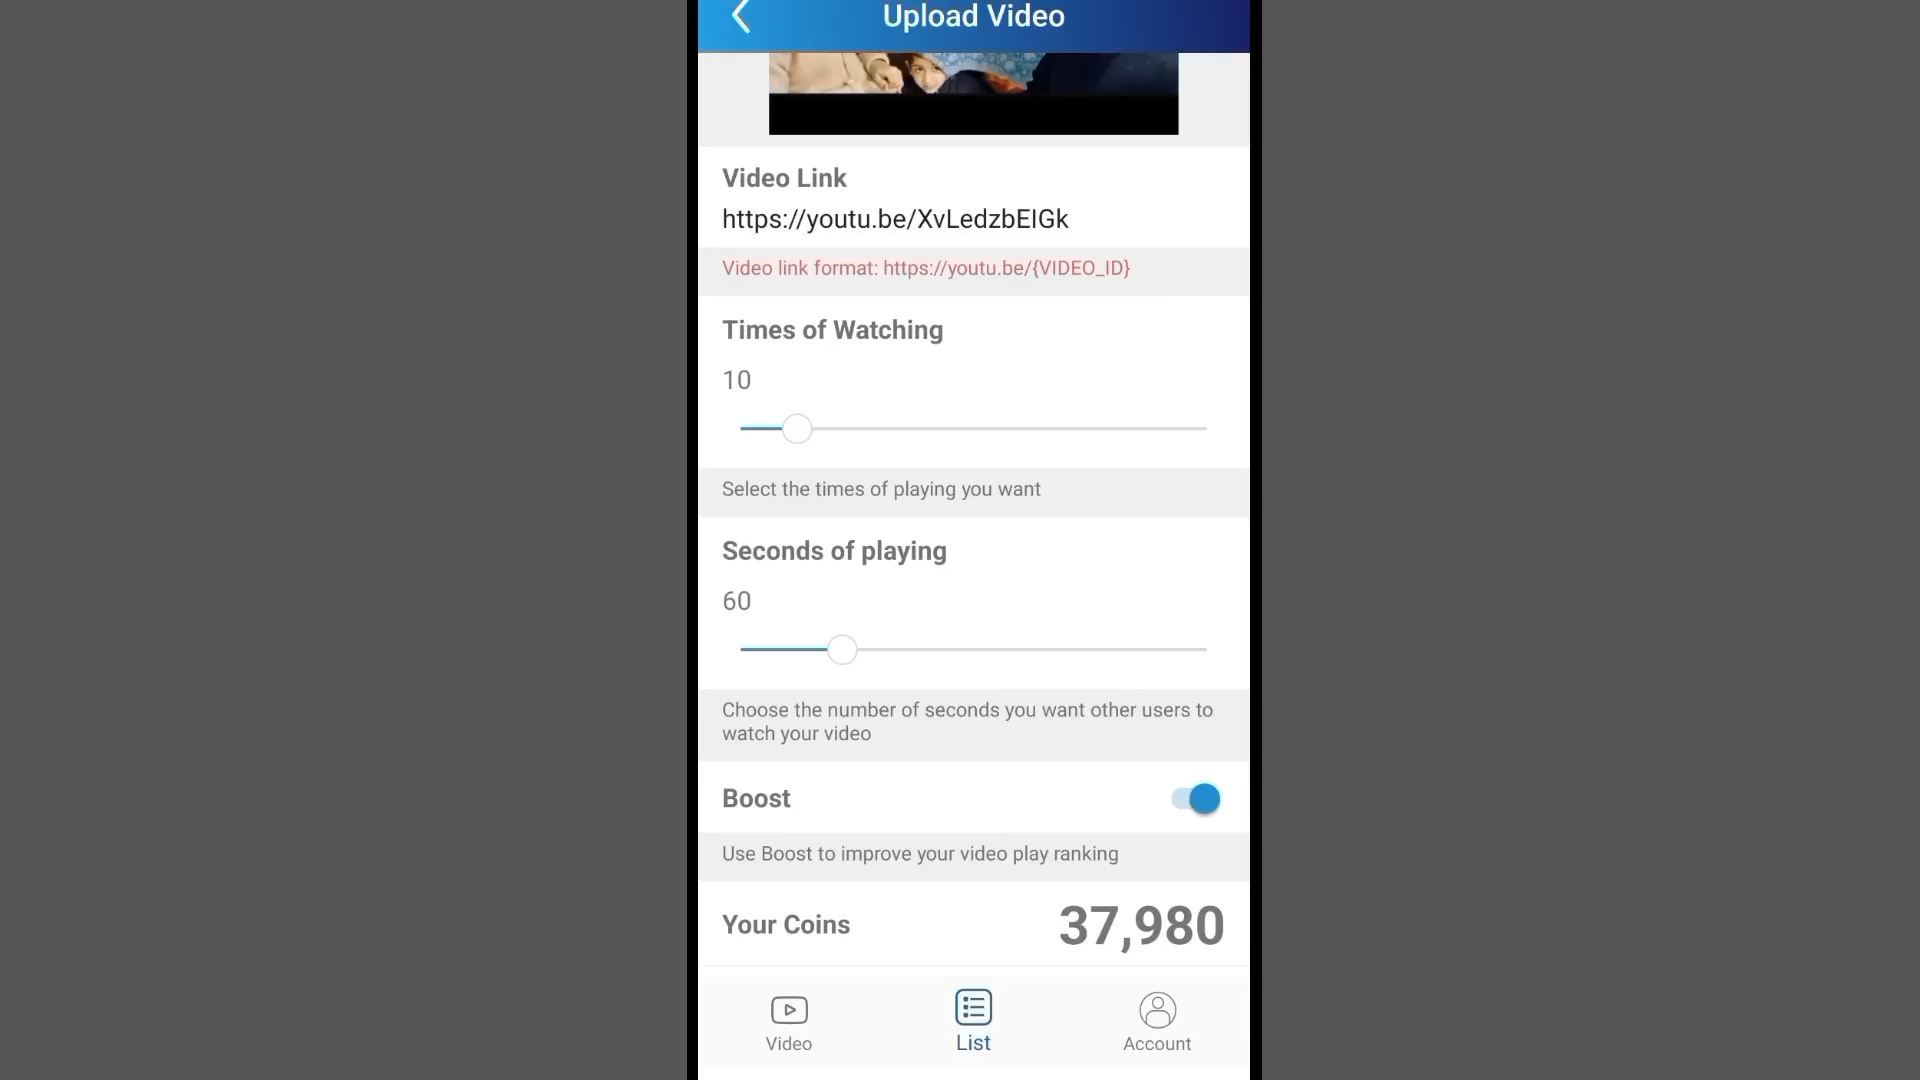 Upload Video
Video Link
https://youtu.be/XvLedzbEIGk
Video link format: https://youtu.be/{VIDEO_ID}
Times of Watching
10
Select the times of playing you want
Seconds of playing
60
Choose the number of seconds you want other users to
watch your video
Boost
Use Boost to improve your video play ranking
Your Coins 37,980
Video List Account